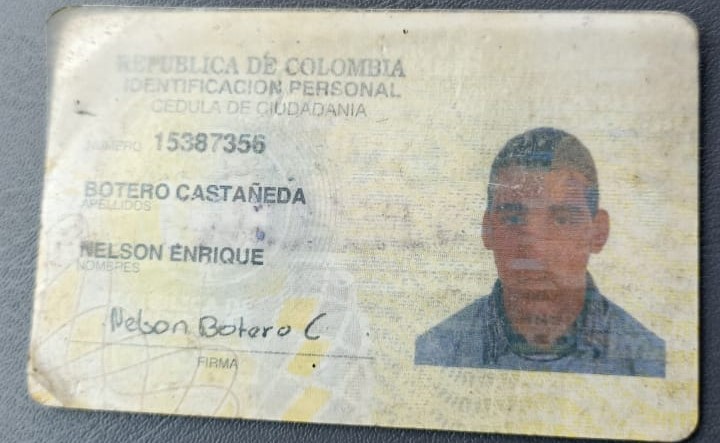 REPUBLICA DE COLOMBIA
IDENTIFICACION PERSONAL
CEDULA DE CIUDADANIA
NUMERO 15387356
BOTERO CASTAÑEDA
APELLIDOS
NELSON ENRIQUE
NOMBRES
Nelson Botero C
FIRMA